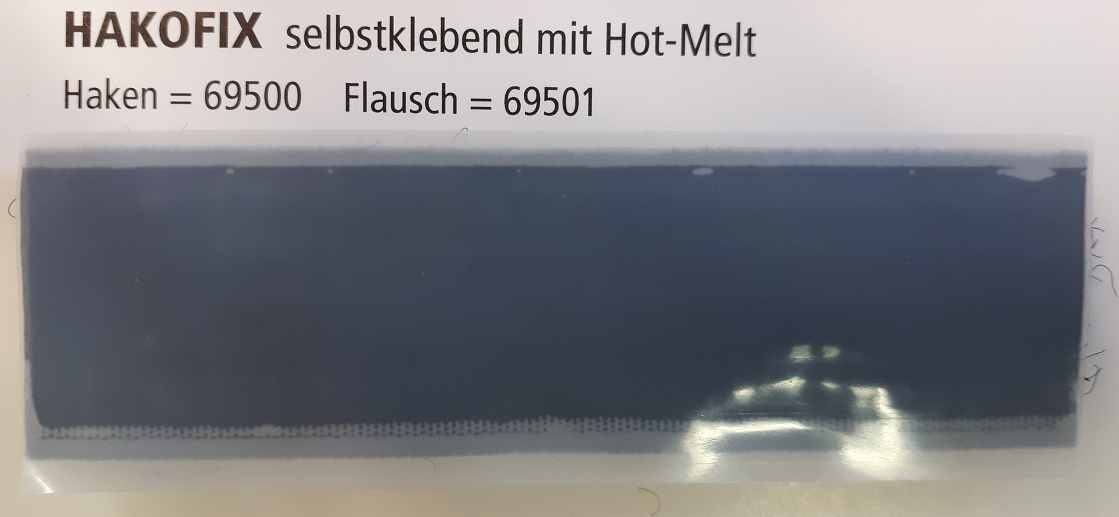 HAKOFIX selbstklebend mit Hot-Melt
Haken = 69500 Flausch = 69501